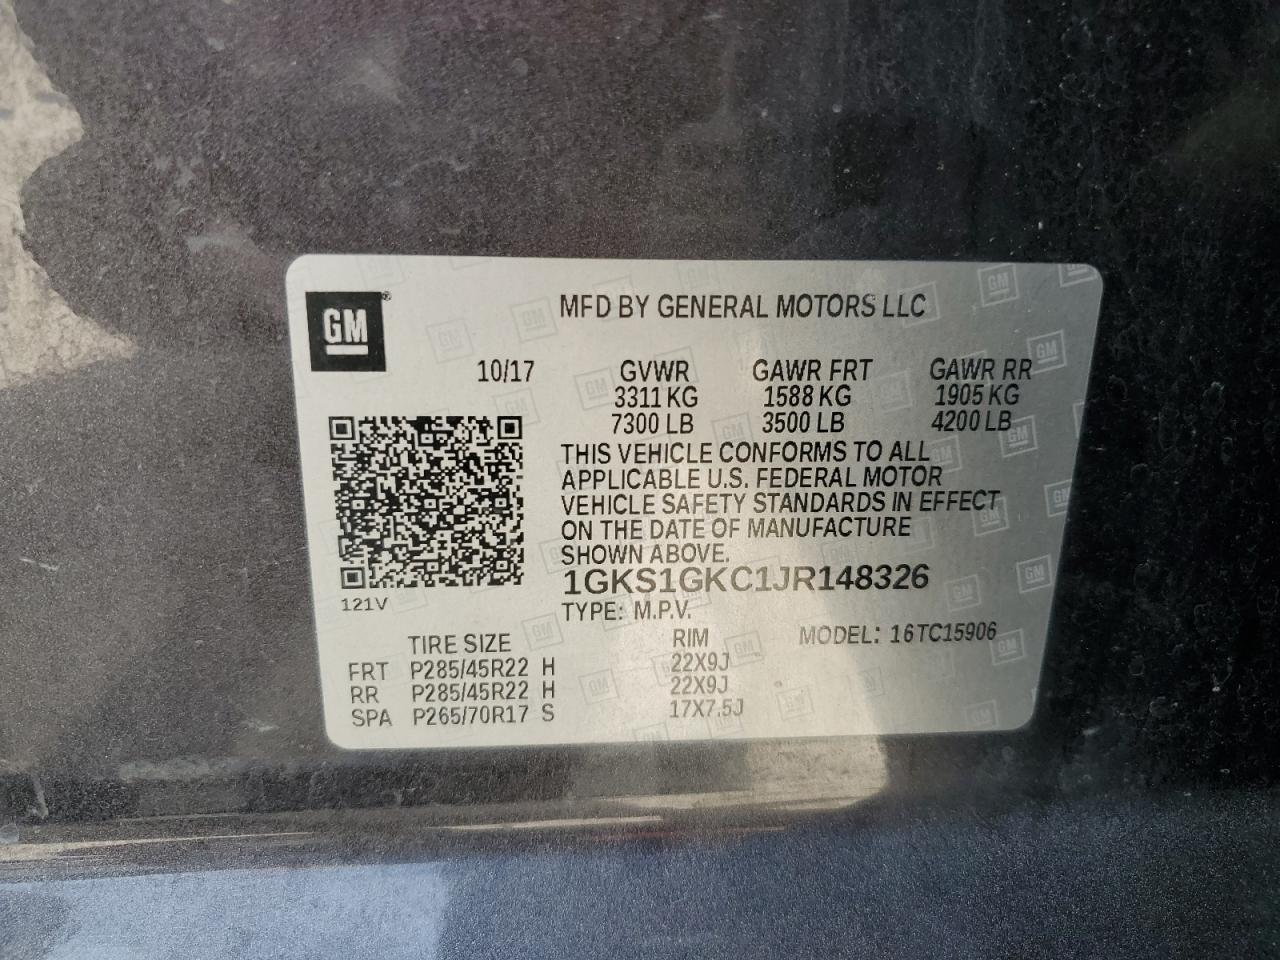 GM®
MFD BY GENERAL MOTORS LLC
10/17 GVWR GAWR FRT GAWR RR
3311 KG 1588 KG 1905 KG
7300 LB 3500 LB 4200 LB
THIS VEHICLE CONFORMS TO ALL
APPLICABLE U.S. FEDERAL MOTOR
VEHICLE SAFETY STANDARDS IN EFFECT
ON THE DATE OF MANUFACTURE
SHOWN ABOVE.
1GKS1GKC1JR148326
121V
TYPE: M.P.V.
TIRE SIZE RIM MODEL: 16TC15906
FRT P285/45R22 H 22X9J
RR P285/45R22 H 22X9J
SPA P265/70R17 S 17X7.5J